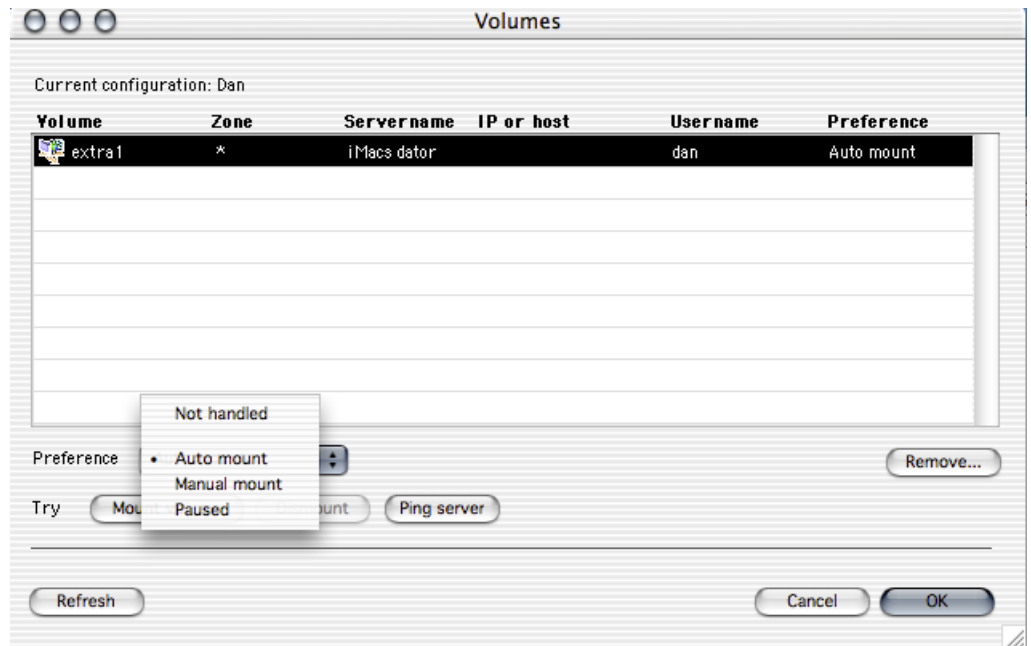 Volumes
Current configuration: Dan
Volume Zone Servername IP or host Username Preference
extra1 * iMacs dator dan Auto mount
Not handled
Preference • Auto mount Remove...
Manual mount
Try Paused Ping server
Refresh Cancel OK